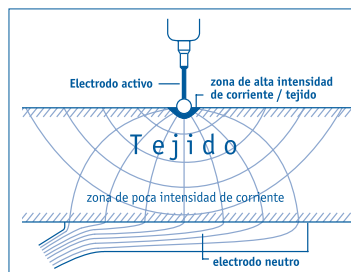 Electrodo activo
zona de alta intensidad
de corriente / tejido
Tejido
zona de poca intensidad de corriente
electrodo neutro